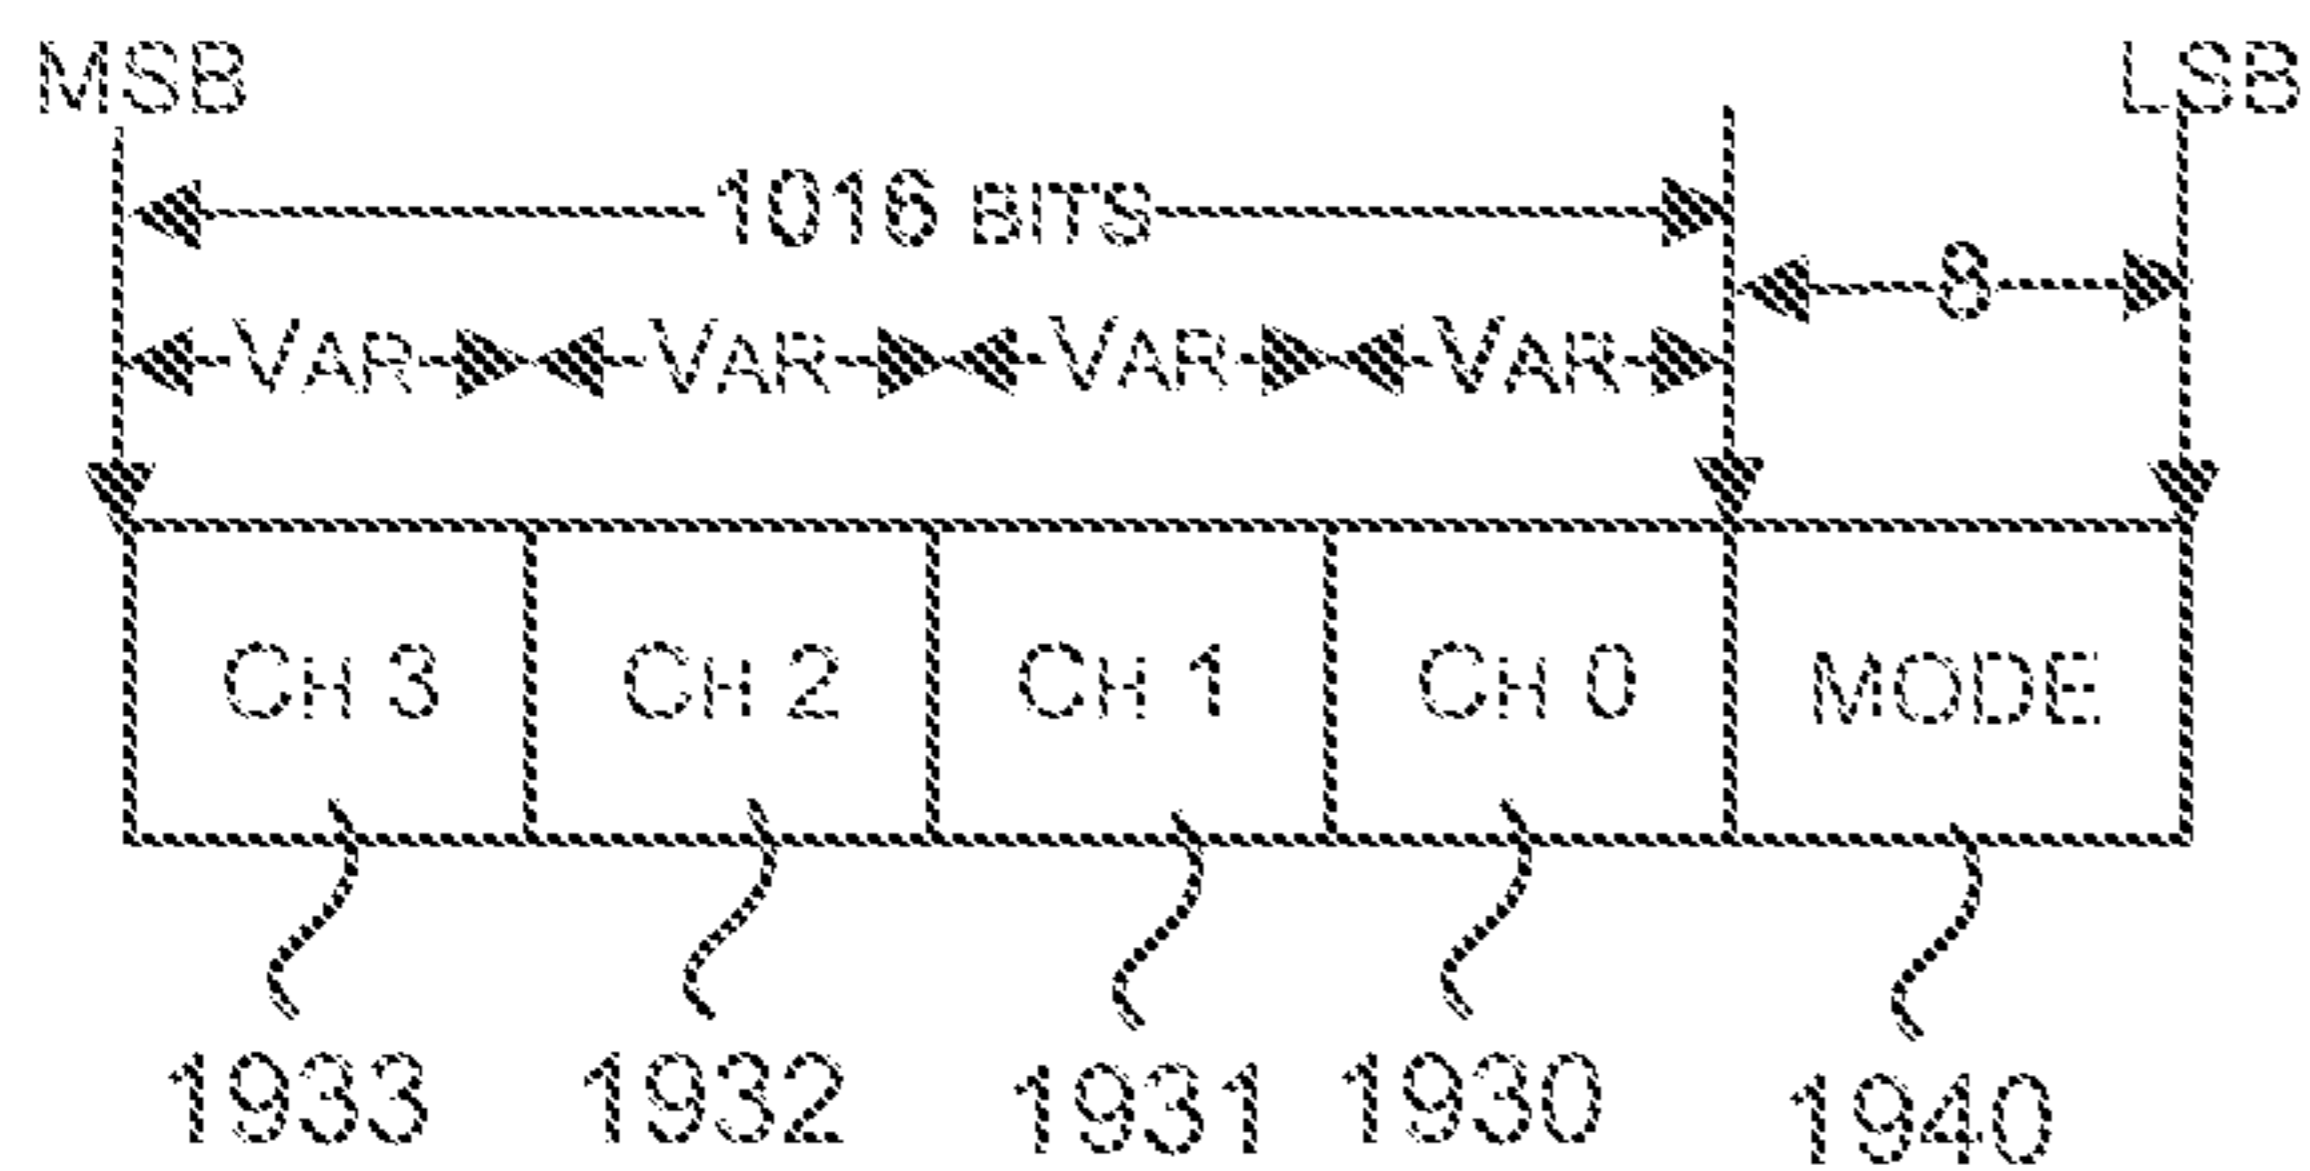 MSB LSB
1016 BITS
8
VAR VAR VAR VAR
CH 3 CH 2 CH 1 CH 0 MODE
1933 1932 1931 1930 1940